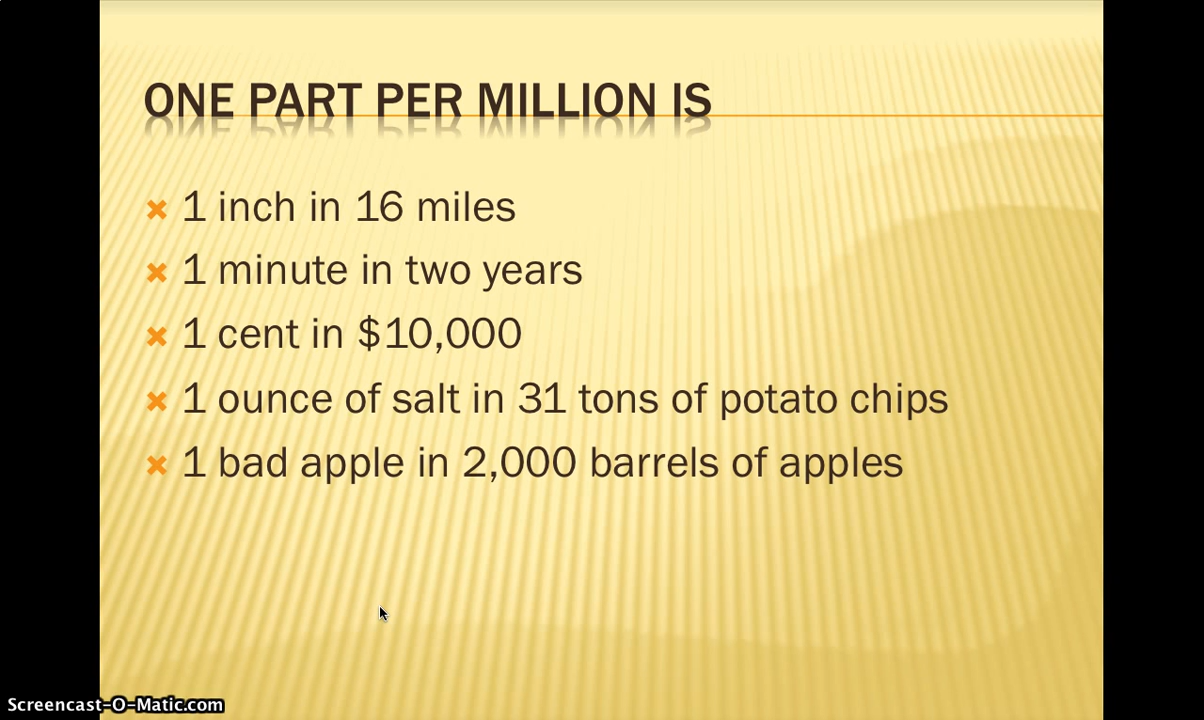 ONE PART PER MILLION IS
1 inch in 16 miles
1 minute in two years
1 cent in $10,000
1 ounce of salt in 31 tons of potato chips
1 bad apple in 2,000 barrels of apples
Screencast-O-Matic.com